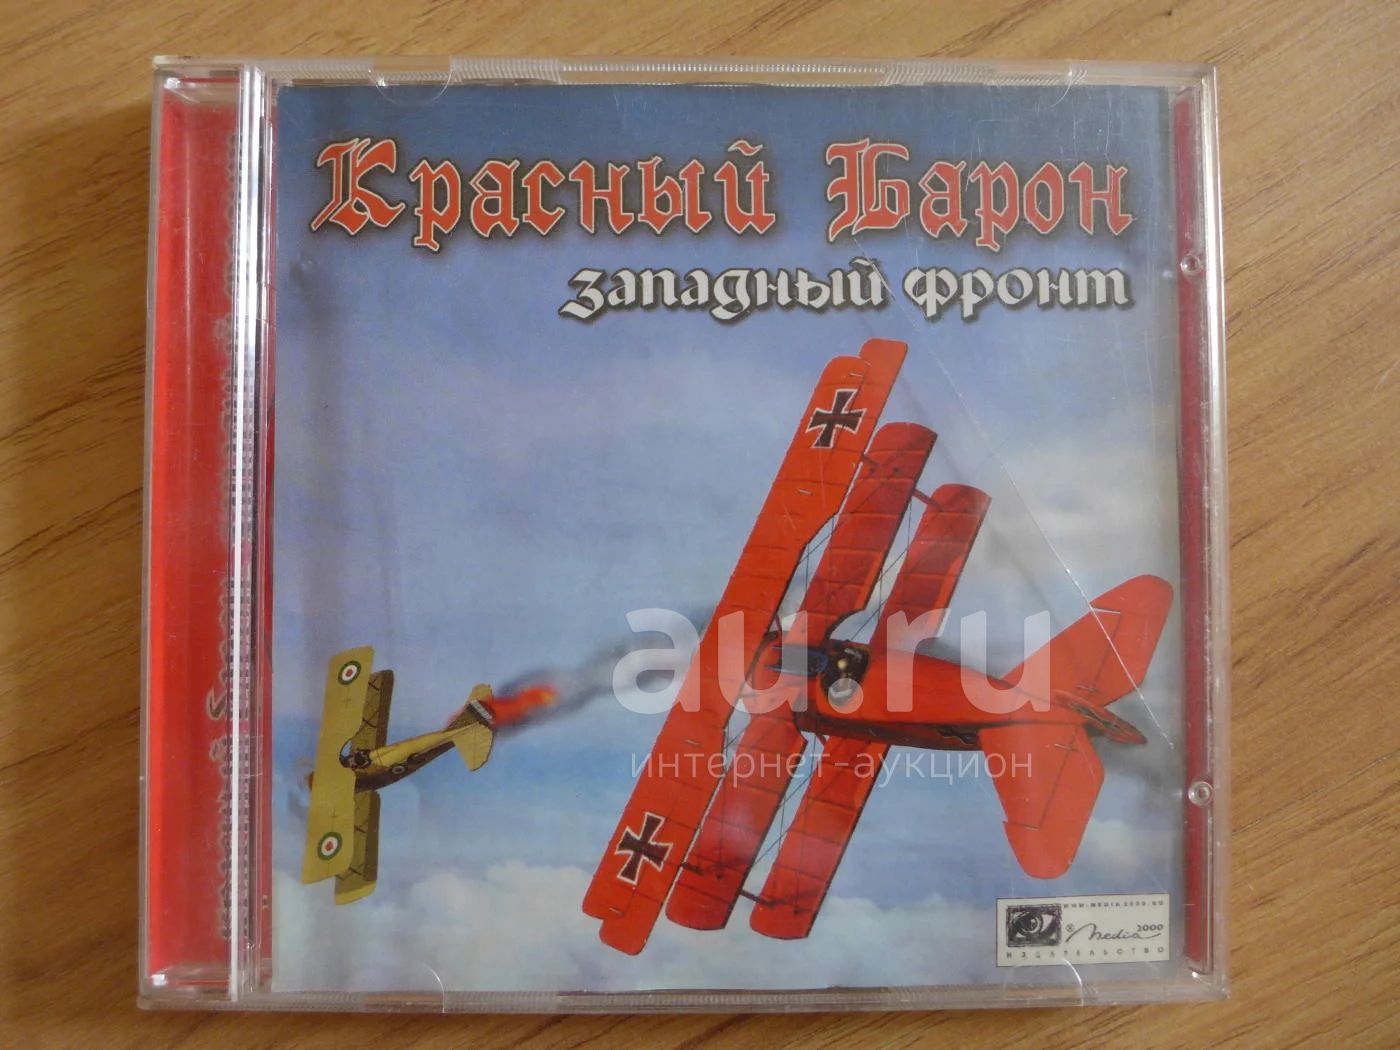 Красный Барон
западный фронт
au.ru
интернет-аукцион
WWW.MEDIA2000.RU
® Media 2000
ИЗДАТЕЛЬСТВО